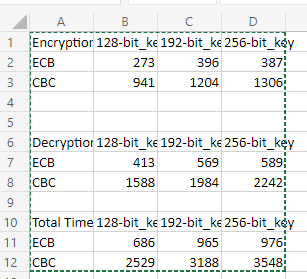 A B C D
1 Encryption 128-bit_ke 192-bit_ke 256-bit_key
2 ECB 273 396 387
3 CBC 941 1204 1306
4
5
6 Decryption 128-bit_ke 192-bit_ke 256-bit_key
7 ECB 413 569 589
8 CBC 1588 1984 2242
9
10 Total Time 128-bit_ke 192-bit_ke 256-bit_key
11 ECB 686 965 976
12 CBC 2529 3188 3548